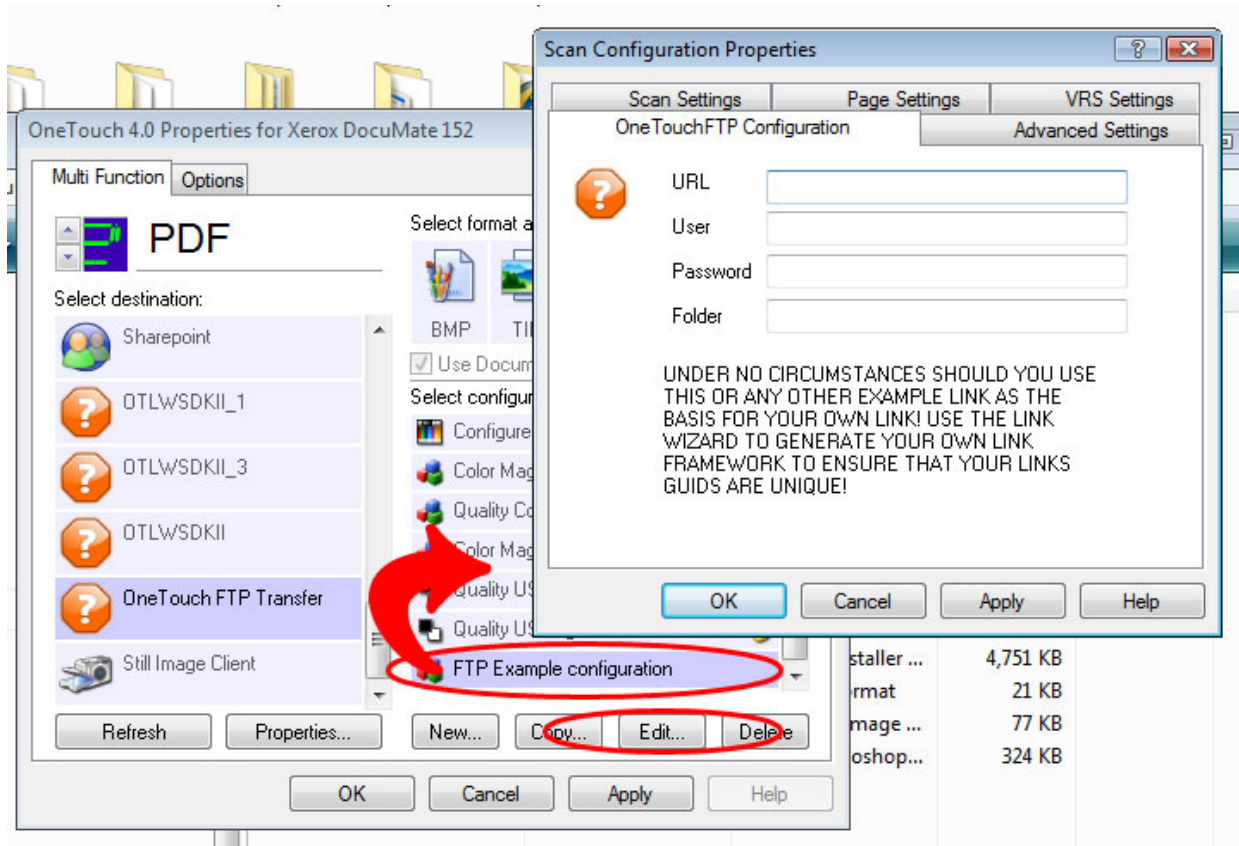 Scan Configuration Properties
Scan Settings
Page Settings
VRS Settings
OneTouchFTP Configuration
Advanced Settings
URL
User
Password
Folder
UNDER NO CIRCUMSTANCES SHOULD YOU USE
THIS OR ANY OTHER EXAMPLE LINK AS THE
BASIS FOR YOUR OWN LINK! USE THE LINK
WIZARD TO GENERATE YOUR OWN LINK
FRAMEWORK TO ENSURE THAT YOUR LINKS
GUIDS ARE UNIQUE!
OK
Cancel
Apply
Help
OneTouch 4.0 Properties for Xerox DocuMate 152
Multi Function
Options
PDF
Select destination:
Sharepoint
OTLWSDKII_1
OTLWSDKII_3
OTLWSDKII
OneTouch FTP Transfer
Still Image Client
Refresh
Properties...
Select format a
BMP
TI
Use Docum
Select configur
Configure
Color Mag
Quality Co
Color Mag
Quality US
Quality US
FTP Example configuration
New...
Copy...
Edit...
Delete
OK
Cancel
Apply
Help
staller ... 4,751 KB
rmat 21 KB
mage ... 77 KB
oshop... 324 KB